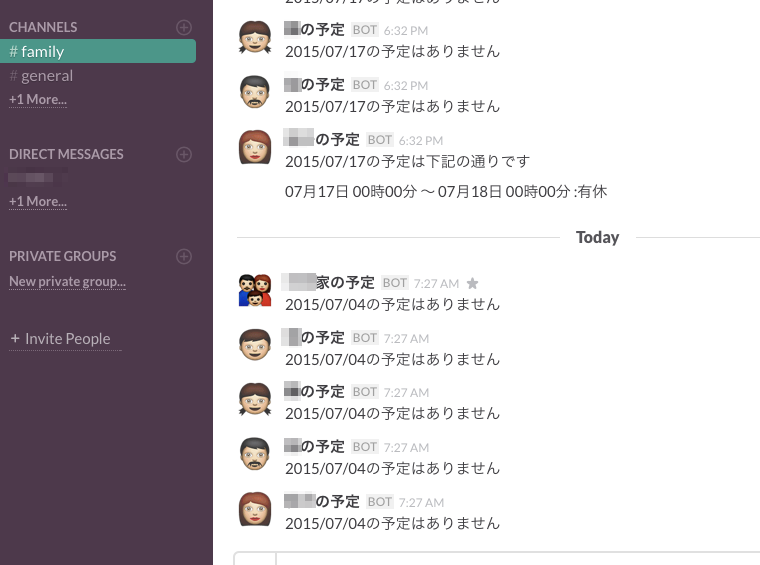 CHANNELS
# family
# general
+1 More...
DIRECT MESSAGES
+1 More...
PRIVATE GROUPS
New private group...
+ Invite People
の予定 BOT 6:32 PM
2015/07/17の予定はありません
の予定 BOT 6:32 PM
2015/07/17の予定はありません
の予定 BOT 6:32 PM
2015/07/17の予定は下記の通りです
07月17日 00時00分 〜 07月18日 00時00分 :有休
Today
家の予定 BOT 7:27 AM
2015/07/04の予定はありません
の予定 BOT 7:27 AM
2015/07/04の予定はありません
の予定 BOT 7:27 AM
2015/07/04の予定はありません
の予定 BOT 7:27 AM
2015/07/04の予定はありません
の予定 BOT 7:27 AM
2015/07/04の予定はありません